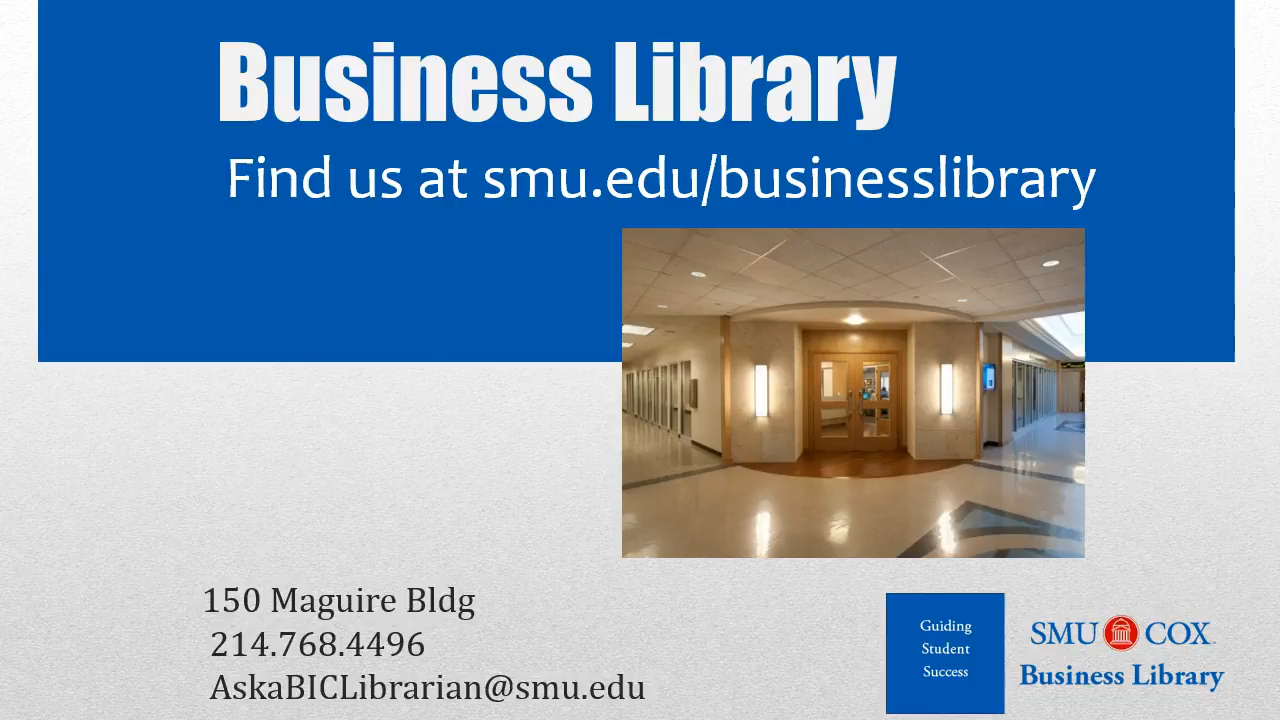 Business Library
Find us at smu.edu/businesslibrary
150 Maguire Bldg
214.768.4496
AskaBICLibrarian@smu.edu
Guiding
Student
Success
SMU COX
Business Library